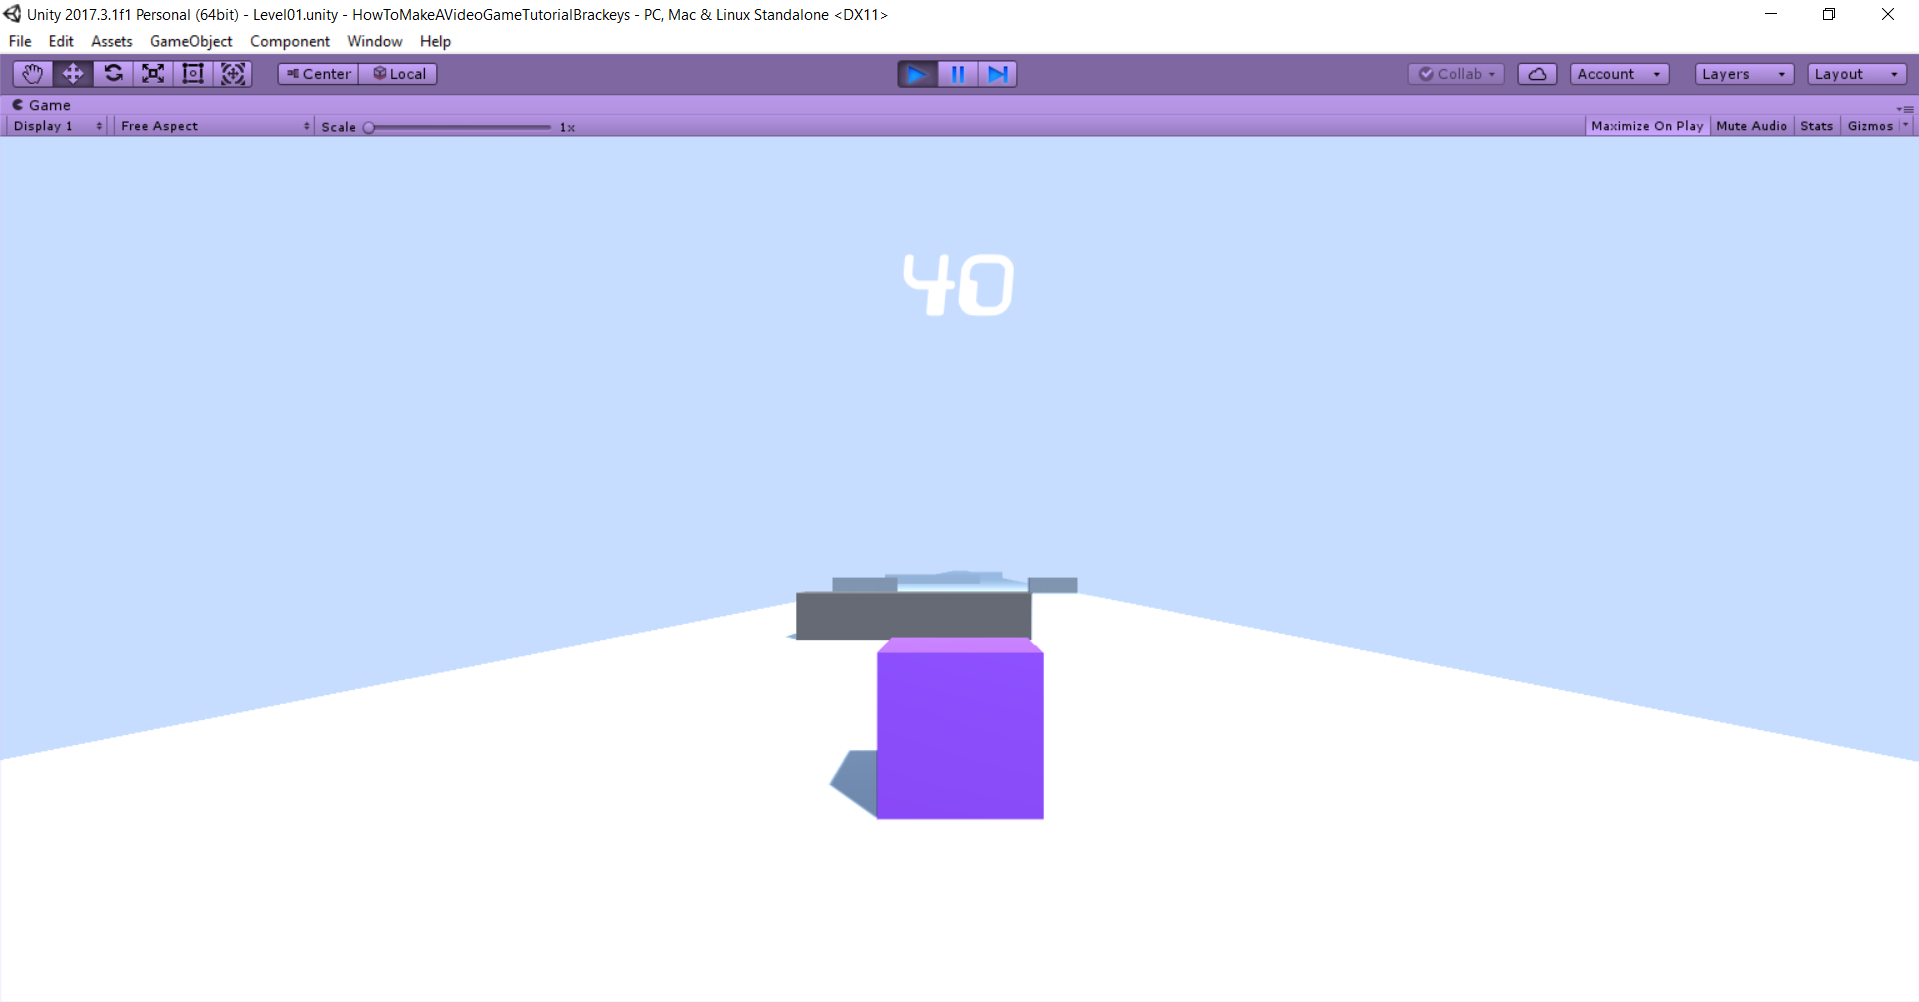 Unity 2017.3.1f1 Personal (64bit) - Level01.unity - HowToMakeAVideoGameTutorialBrackeys - PC, Mac & Linux Standalone <DX11>
File Edit Assets GameObject Component Window Help
Center Local Collab Account Layers Layout
Game
Display 1 Free Aspect Scale 1x Maximize On Play Mute Audio Stats Gizmos
40